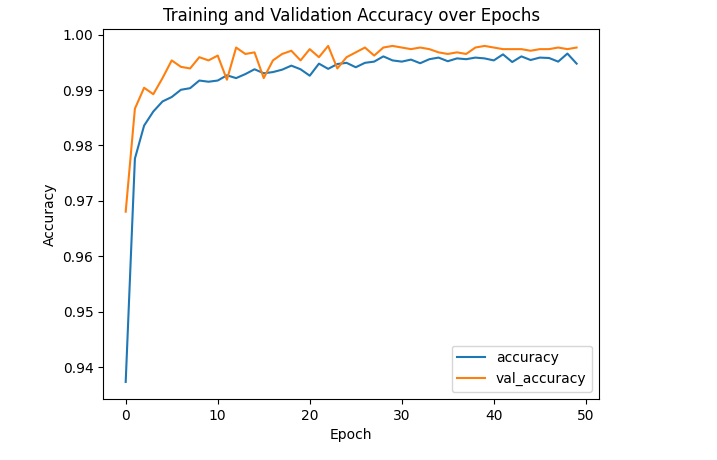 Training and Validation Accuracy over Epochs
Accuracy
1.00
0.99
0.98
0.97
0.96
0.95
0.94
0 10 20 30 40 50
Epoch
accuracy
val_accuracy